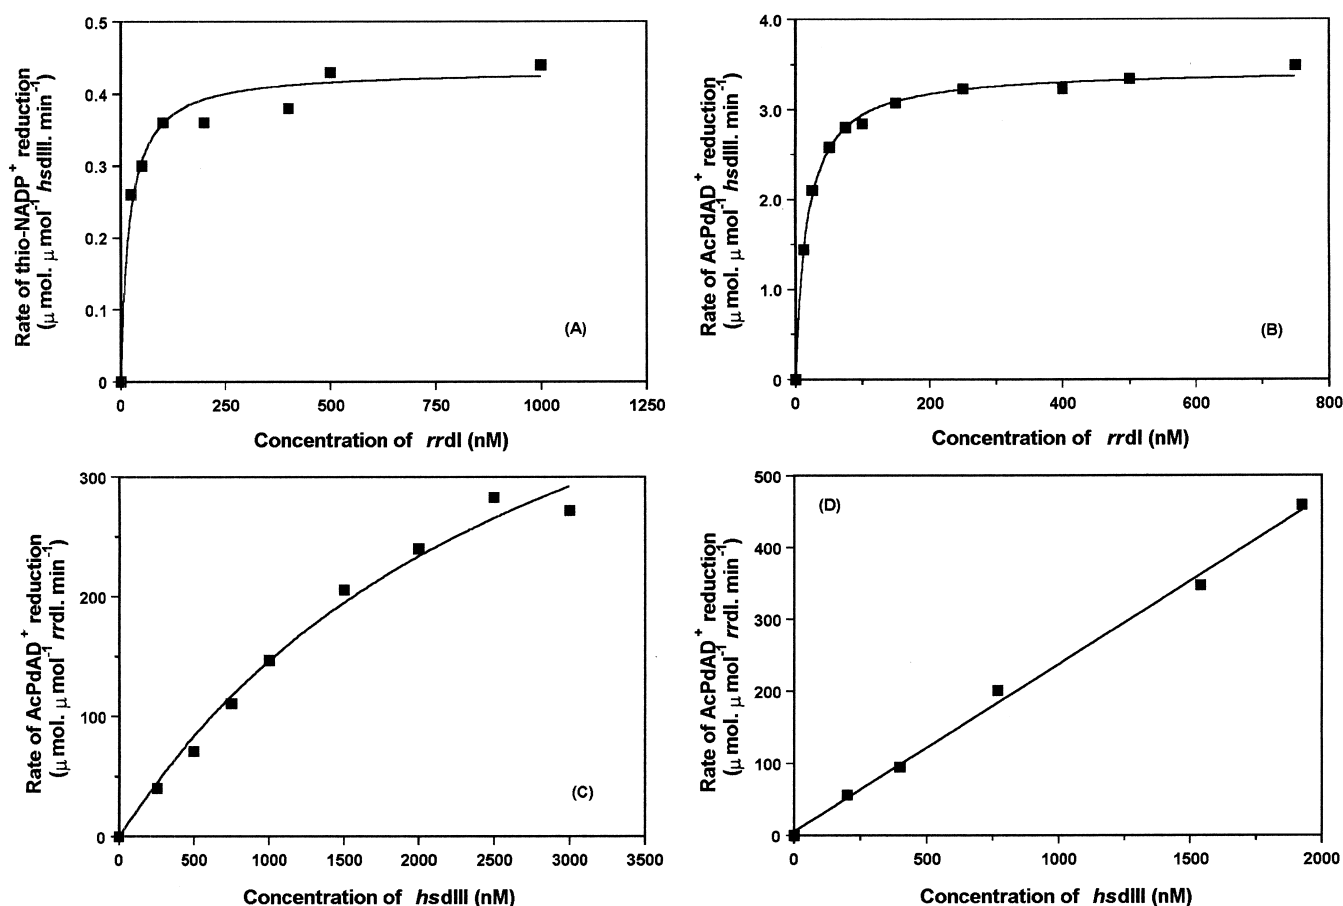 Rate of thio-NADP+ reduction
(μ mol. μ mol-1 hsdIII. min-1)
0.5
0.4
0.3
0.2
0.1
0
(A)
0 250 500 750 1000 1250
Concentration of rrdI (nM)
Rate of AcPdAD+ reduction
(μ mol. μ mol-1 hsdIII. min-1)
4.0
3.0
2.0
1.0
0
(B)
0 200 400 600 800
Concentration of rrdI (nM)
Rate of AcPdAD+ reduction
(μ mol. μ mol-1 rrdI. min-1)
300
200
100
0
(C)
0 500 1000 1500 2000 2500 3000 3500
Concentration of hsdIII (nM)
Rate of AcPdAD+ reduction
(μ mol. μ mol-1 rrdI. min-1)
500
400
300
200
100
0
(D)
0 500 1000 1500 2000
Concentration of hsdIII (nM)